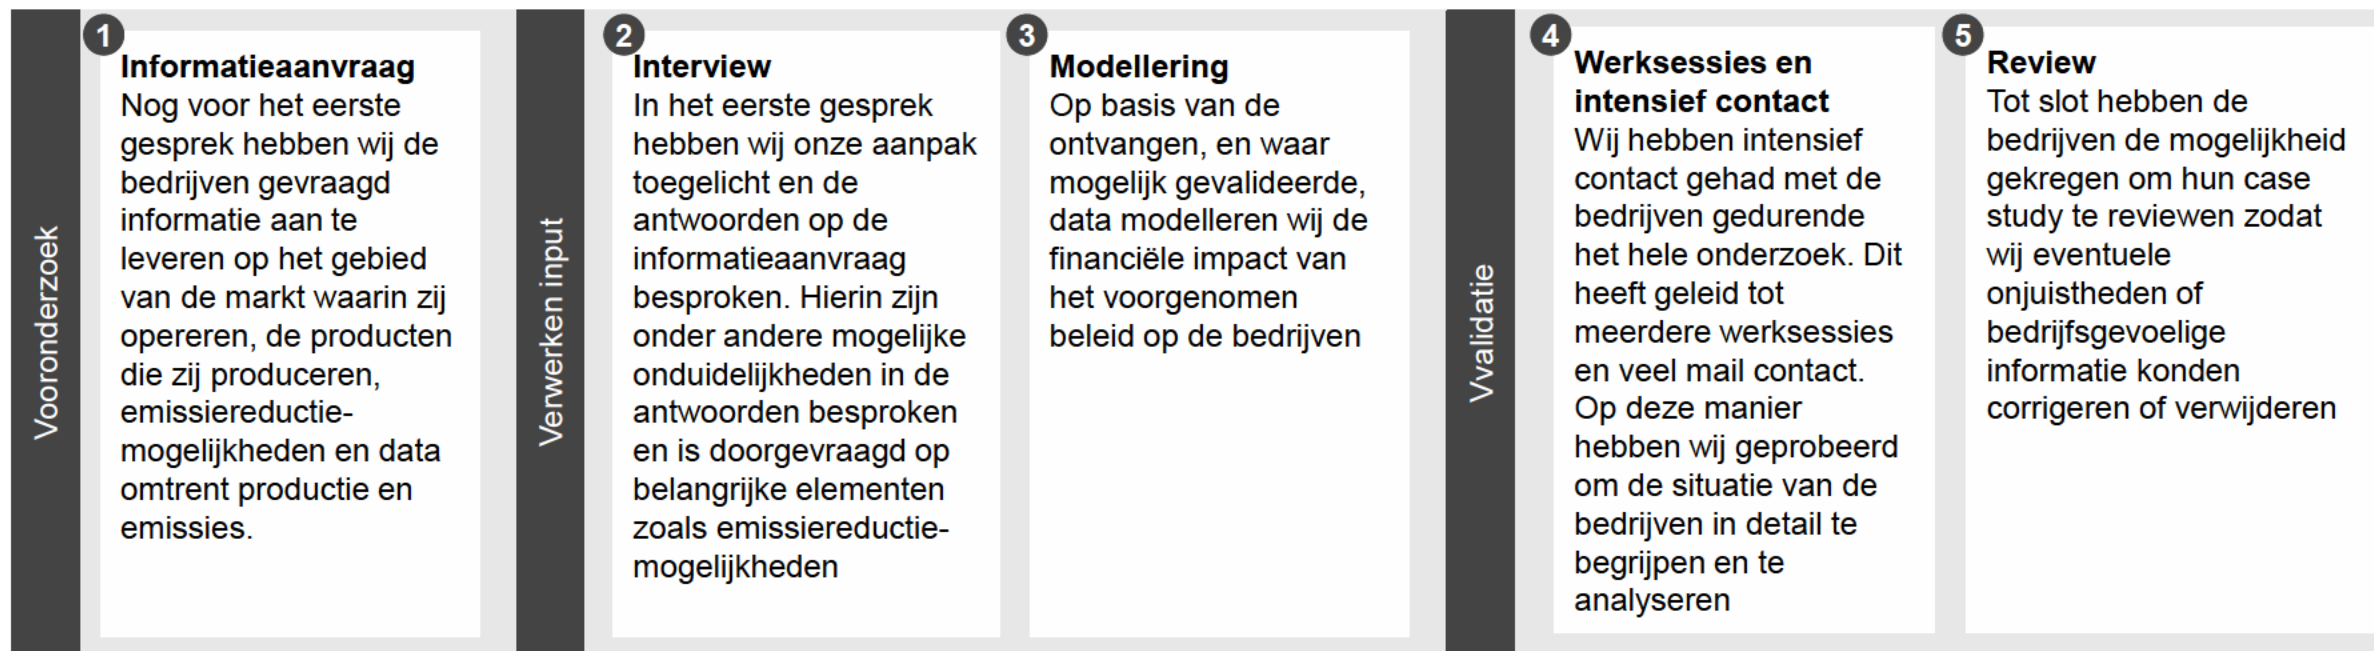 Vooronderzoek
1
Informatieaanvraag
Nog voor het eerste
gesprek hebben wij de
bedrijven gevraagd
informatie aan te
leveren op het gebied
van de markt waarin zij
opereren, de producten
die zij produceren,
emissiereductie-
mogelijkheden en data
omtrent productie en
emissies.
Verwerken input
2
Interview
In het eerste gesprek
hebben wij onze aanpak
toegelicht en de
antwoorden op de
informatieaanvraag
besproken. Hierin zijn
onder andere mogelijke
onduidelijkheden in de
antwoorden besproken
en is doorgevraagd op
belangrijke elementen
zoals emissiereductie-
mogelijkheden
3
Modellering
Op basis van de
ontvangen, en waar
mogelijk gevalideerde,
data modelleren wij de
financiële impact van
het voorgenomen
beleid op de bedrijven
Vvalidatie
4
Werksessies en
intensief contact
Wij hebben intensief
contact gehad met de
bedrijven gedurende
het hele onderzoek. Dit
heeft geleid tot
meerdere werksessies
en veel mail contact.
Op deze manier
hebben wij geprobeerd
om de situatie van de
bedrijven in detail te
begrijpen en te
analyseren
5
Review
Tot slot hebben de
bedrijven de mogelijkheid
gekregen om hun case
study te reviewen zodat
wij eventuele
onjuistheden of
bedrijfsgevoelige
informatie konden
corrigeren of verwijderen